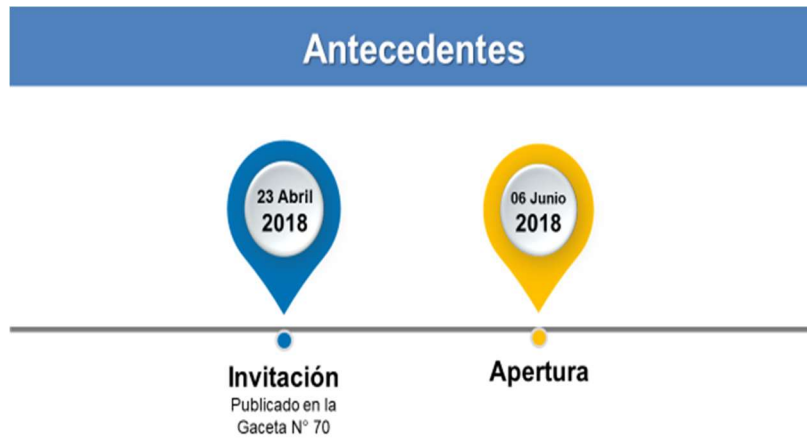 Antecedentes
23 Abril
2018
06 Junio
2018
Invitación
Publicado en la
Gaceta N° 70
Apertura